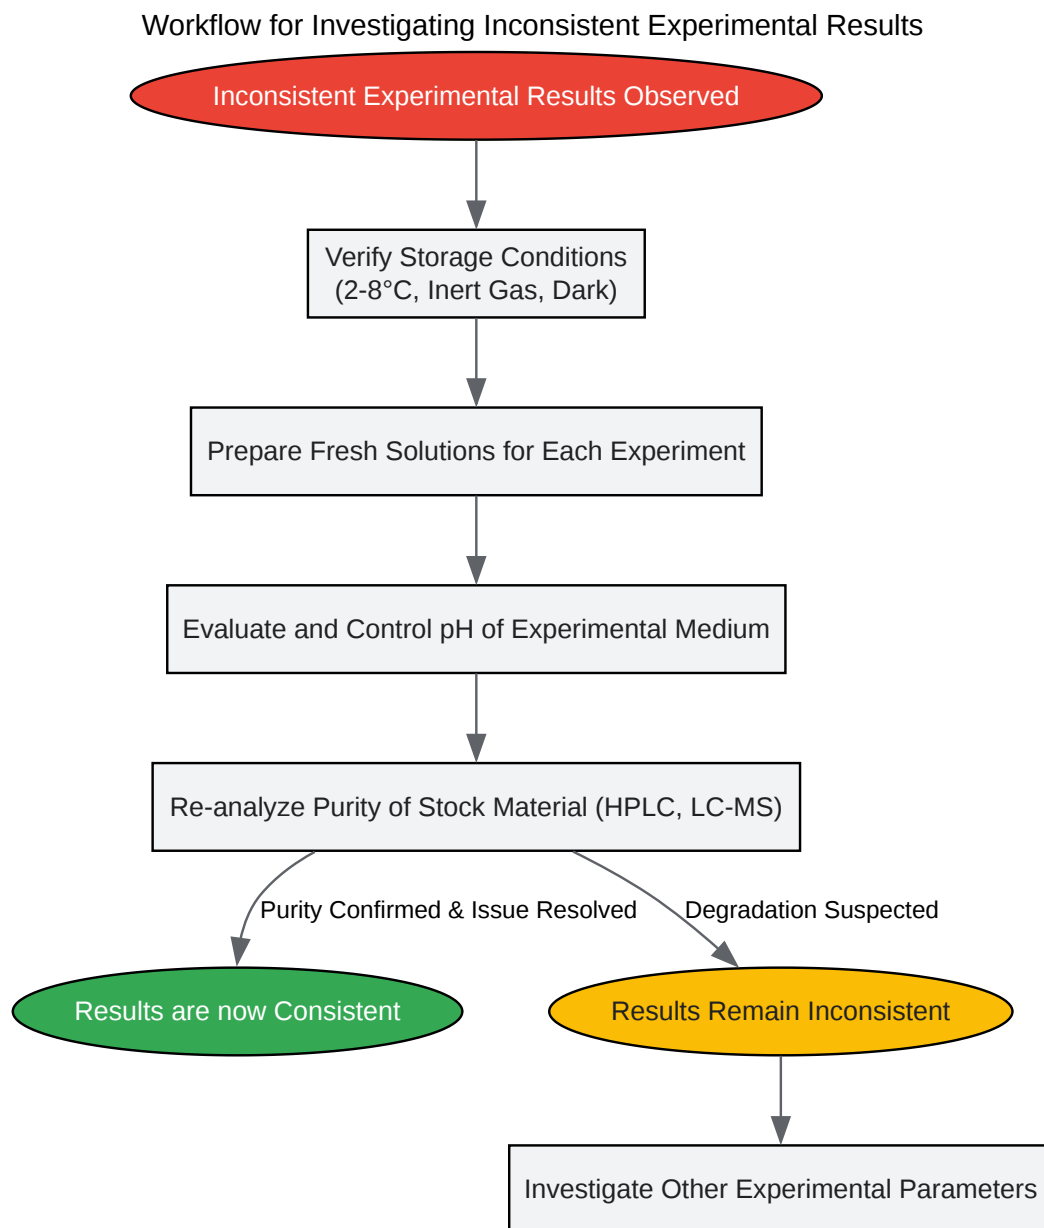 Workflow for Investigating Inconsistent Experimental Results
Inconsistent Experimental Results Observed
Verify Storage Conditions
(2-8°C, Inert Gas, Dark)
Prepare Fresh Solutions for Each Experiment
Evaluate and Control pH of Experimental Medium
Re-analyze Purity of Stock Material (HPLC, LC-MS)
Purity Confirmed & Issue Resolved
Degradation Suspected
Results are now Consistent
Results Remain Inconsistent
Investigate Other Experimental Parameters